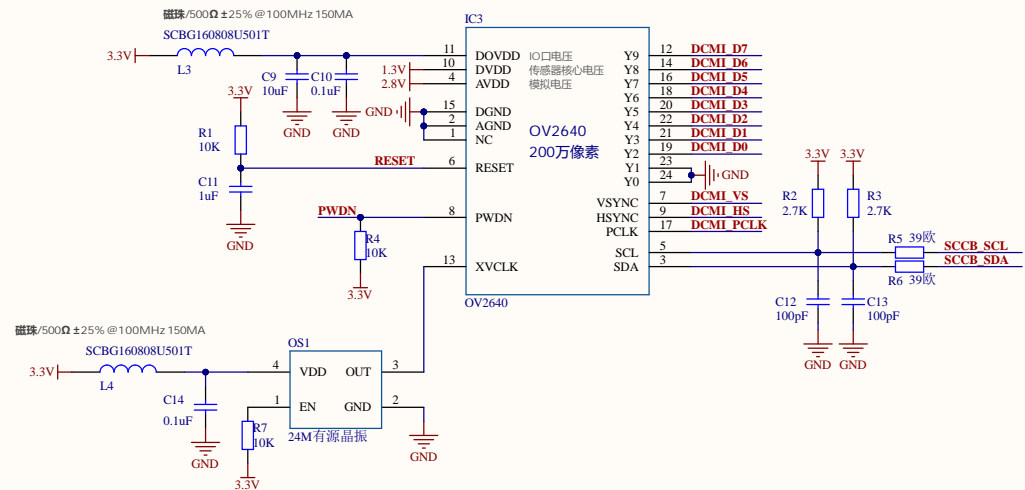 磁珠/500Ω ±25% @100MHz 150MA
SCBG160808U501T
3.3V
L3
C9
10uF
C10
0.1uF
GND
GND
3.3V
R1
10K
C11
1uF
GND
RESET
PWDN
R4
10K
3.3V
1.3V
2.8V
GND
IC3
11 DOVDD IO口电压
10 DVDD 传感器核心电压
4 AVDD 模拟电压
15 DGND
2 AGND
1 NC
6 RESET
8 PWDN
13 XVCLK
OV2640
200万像素
OV2640
Y9 12 DCMI_D7
Y8 14 DCMI_D6
Y7 16 DCMI_D5
Y6 18 DCMI_D4
Y5 20 DCMI_D3
Y4 22 DCMI_D2
Y3 21 DCMI_D1
Y2 19 DCMI_D0
Y1 23
Y0 24
GND
VSYNC 7 DCMI_VS
HSYNC 9 DCMI_HS
PCLK 17 DCMI_PCLK
SCL 5
SDA 3
3.3V
3.3V
R2
2.7K
R3
2.7K
R5 39欧 SCCB_SCL
R6 39欧 SCCB_SDA
C12
100pF
C13
100pF
GND
GND
磁珠/500Ω ±25% @100MHz 150MA
SCBG160808U501T
3.3V
L4
C14
0.1uF
GND
OS1
4 VDD OUT 3
1 EN GND 2
24M有源晶振
R7
10K
3.3V
GND